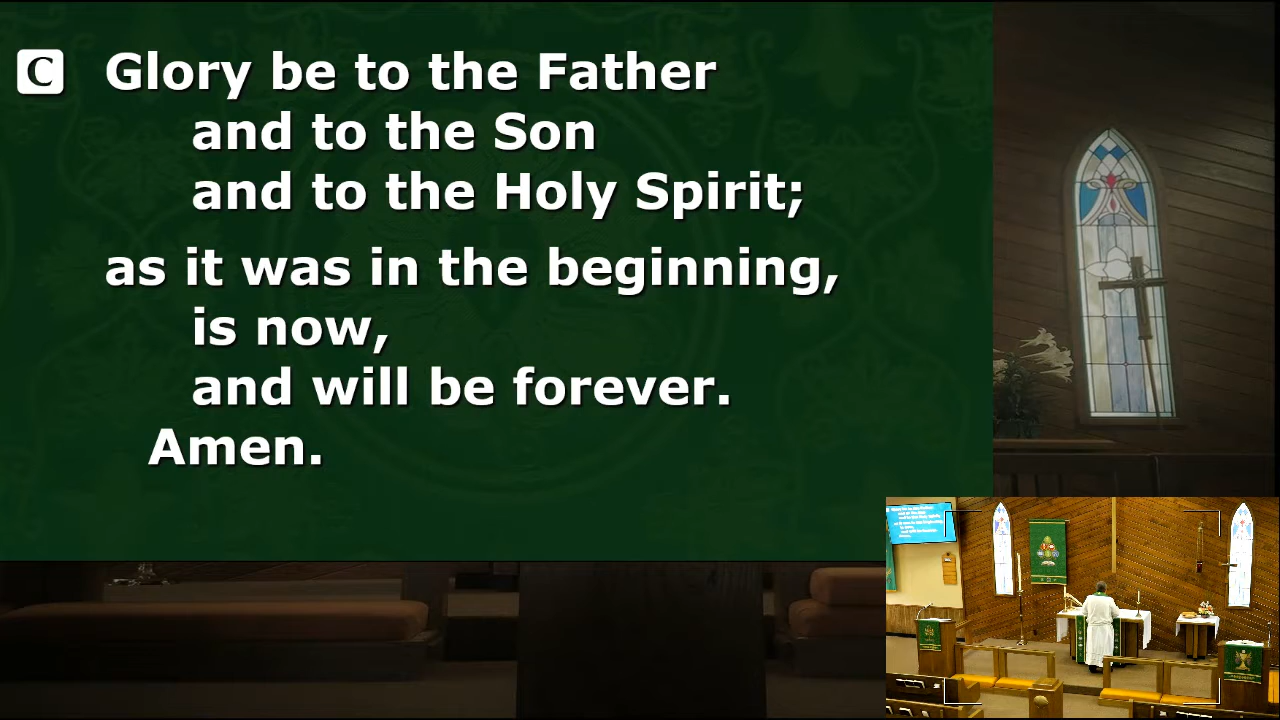 C Glory be to the Father
and to the Son
and to the Holy Spirit;
as it was in the beginning,
is now,
and will be forever.
Amen.